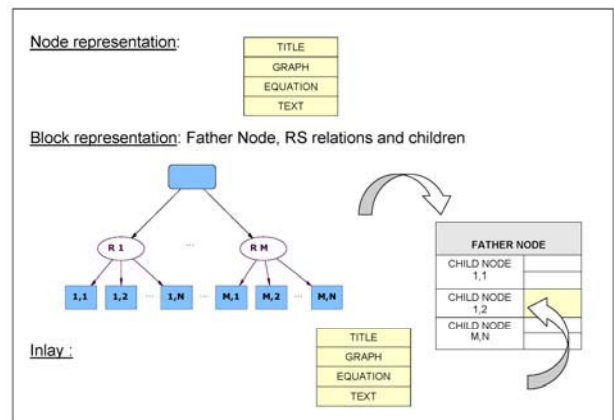 Node representation:
TITLE
GRAPH
EQUATION
TEXT
Block representation: Father Node, RS relations and children
R 1
...
R M
1,1
1,2
...
1,N
...
M,1
M,2
...
M,N
FATHER NODE
CHILD NODE
1,1
CHILD NODE
1,2
CHILD NODE
M,N
Inlay :
TITLE
GRAPH
EQUATION
TEXT